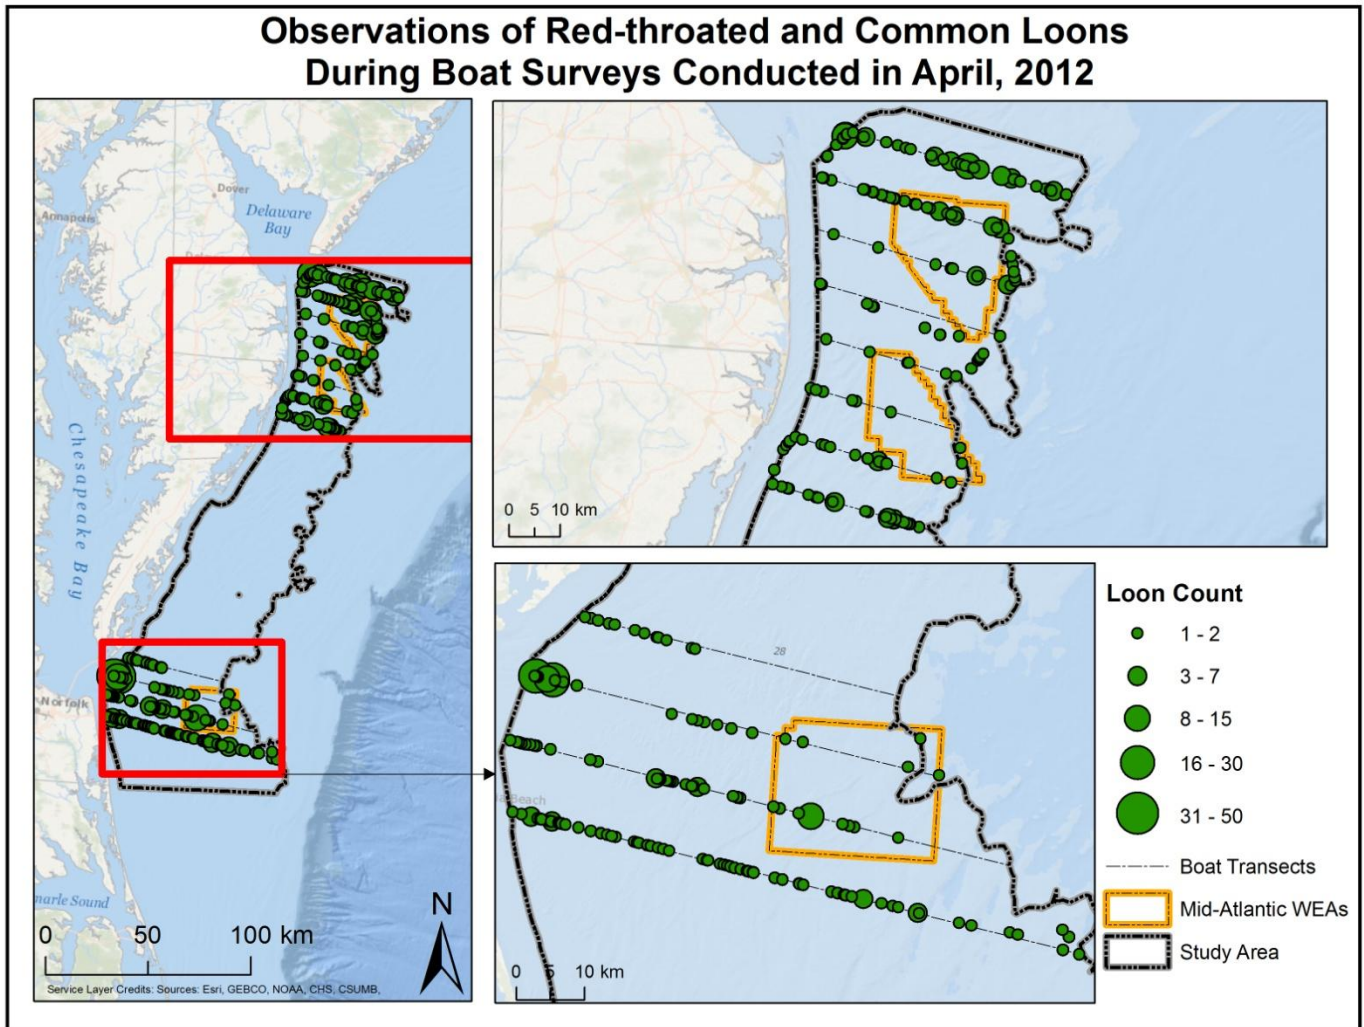 Observations of Red-throated and Common Loons
During Boat Surveys Conducted in April, 2012
Dover
Annapolis
Delaware
Bay
Chesapeake Bay
Norfolk
marle Sound
N
0 50 100 km
Service Layer Credits: Sources: Esri, GEBCO, NOAA, CHS, CSUMB,
0 5 10 km
28
Beach
0 5 10 km
Loon Count
1 - 2
3 - 7
8 - 15
16 - 30
31 - 50
Boat Transects
Mid-Atlantic WEAs
Study Area